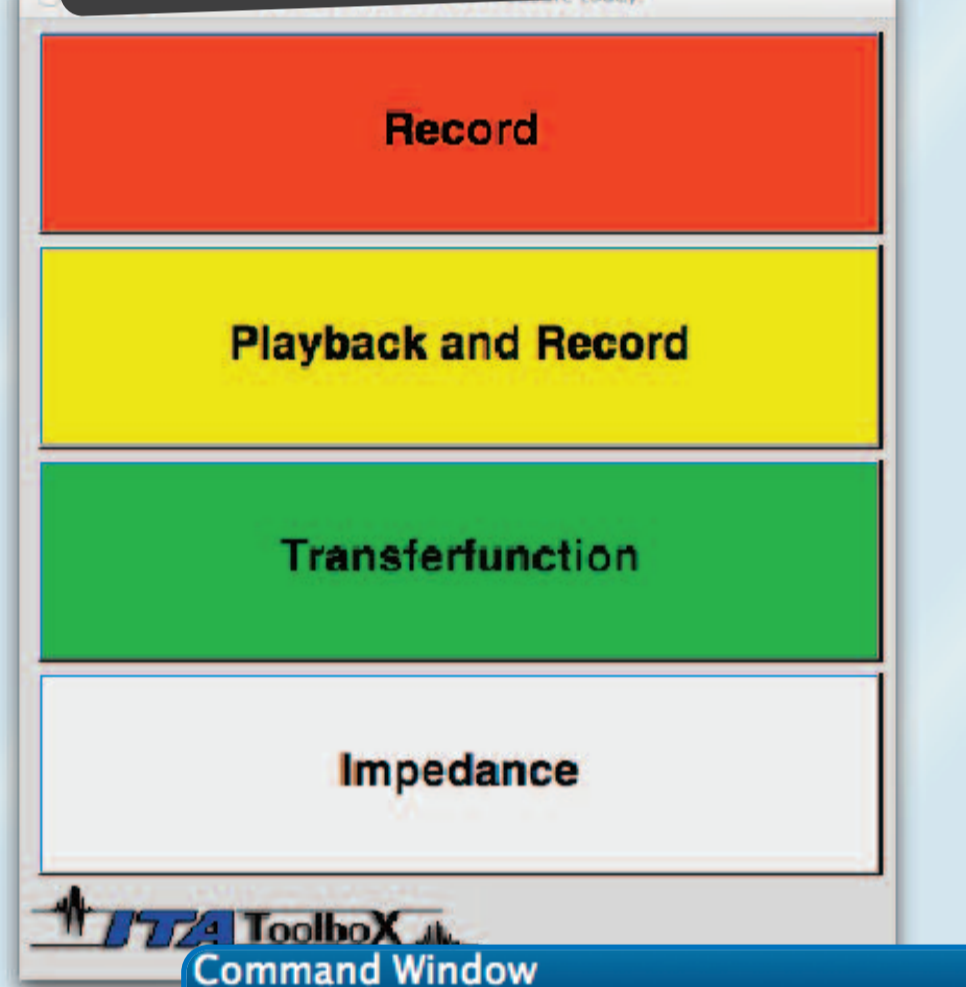 Record
Playback and Record
Transferfunction
Impedance
ITA ToolboX
Command Window